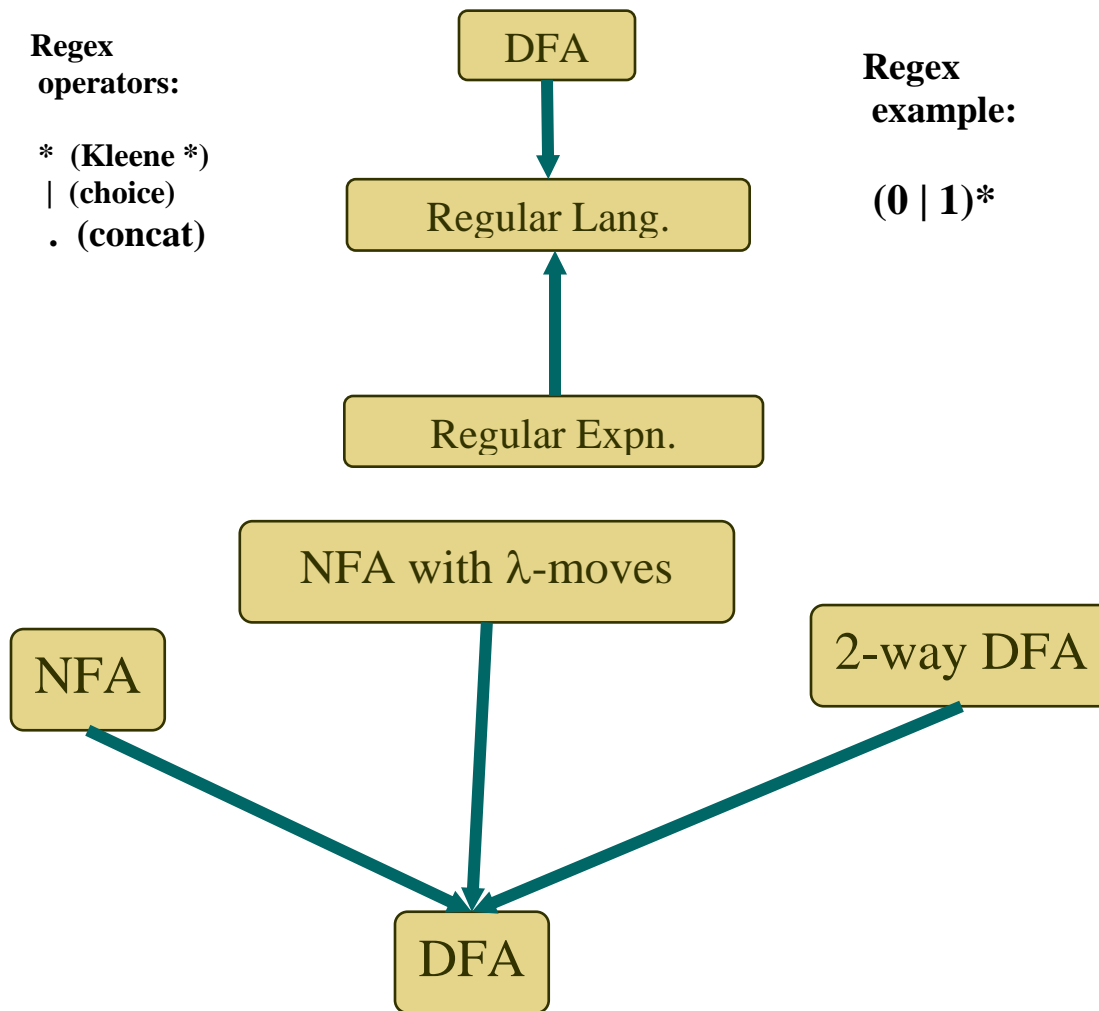 Regex
operators:
* (Kleene *)
| (choice)
. (concat)
DFA
Regex
example:
(0 | 1)*
Regular Lang.
Regular Expn.
NFA with λ-moves
NFA
2-way DFA
DFA